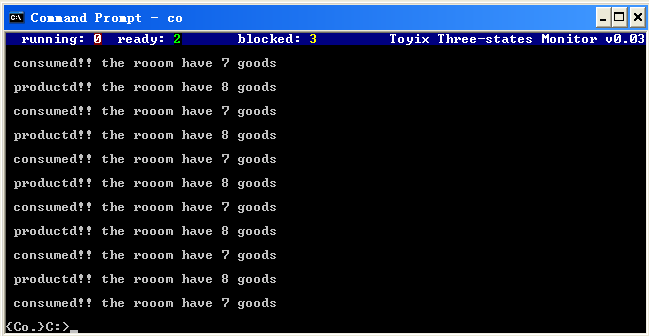 Command Prompt - co
running: 0 ready: 2 blocked: 3 Toyix Three-states Monitor v0.03
consumed!! the rooom have 7 goods
productd!! the rooom have 8 goods
consumed!! the rooom have 7 goods
productd!! the rooom have 8 goods
consumed!! the rooom have 7 goods
productd!! the rooom have 8 goods
consumed!! the rooom have 7 goods
productd!! the rooom have 8 goods
consumed!! the rooom have 7 goods
productd!! the rooom have 8 goods
consumed!! the rooom have 7 goods
{Co.}C:>_